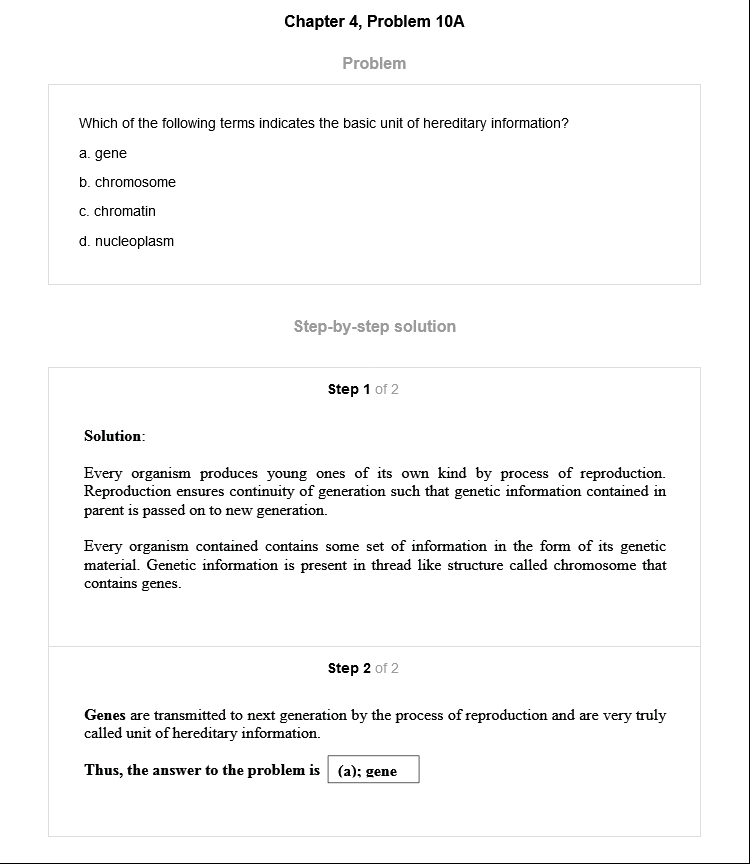 Chapter 4, Problem 10A
Problem
Which of the following terms indicates the basic unit of hereditary information?
a. gene
b. chromosome
c. chromatin
d. nucleoplasm
Step-by-step solution
Step 1 of 2
Solution:
Every organism produces young ones of its own kind by process of reproduction.
Reproduction ensures continuity of generation such that genetic information contained in
parent is passed on to new generation.
Every organism contained contains some set of information in the form of its genetic
material. Genetic information is present in thread like structure called chromosome that
contains genes.
Step 2 of 2
Genes are transmitted to next generation by the process of reproduction and are very truly
called unit of hereditary information.
Thus, the answer to the problem is (a); gene